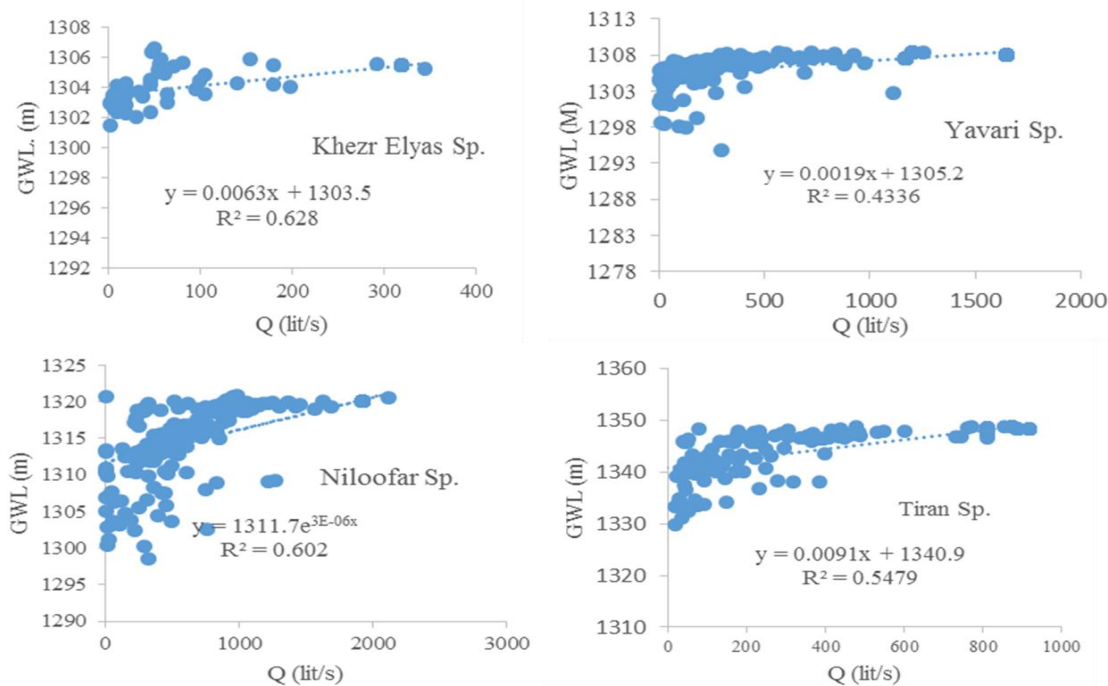 1308
1306
1304
1302
1300
1298
1296
1294
1292
GWL. (m)
Khezr Elyas Sp.
y = 0.0063x + 1303.5
R² = 0.628
0 100 200 300 400
Q (lit/s)
1313
1308
1303
1298
1293
1288
1283
1278
GWL (M)
Yavari Sp.
y = 0.0019x + 1305.2
R² = 0.4336
0 500 1000 1500 2000
Q (lit/s)
1325
1320
1315
1310
1305
1300
1295
1290
GWL (m)
Niloofar Sp.
y = 1311.7e³ᴱ⁻⁰⁶ˣ
R² = 0.602
0 1000 2000 3000
Q (lit/s)
1360
1350
1340
1330
1320
1310
GWL (m)
Tiran Sp.
y = 0.0091x + 1340.9
R² = 0.5479
0 200 400 600 800 1000
Q (lit/s)